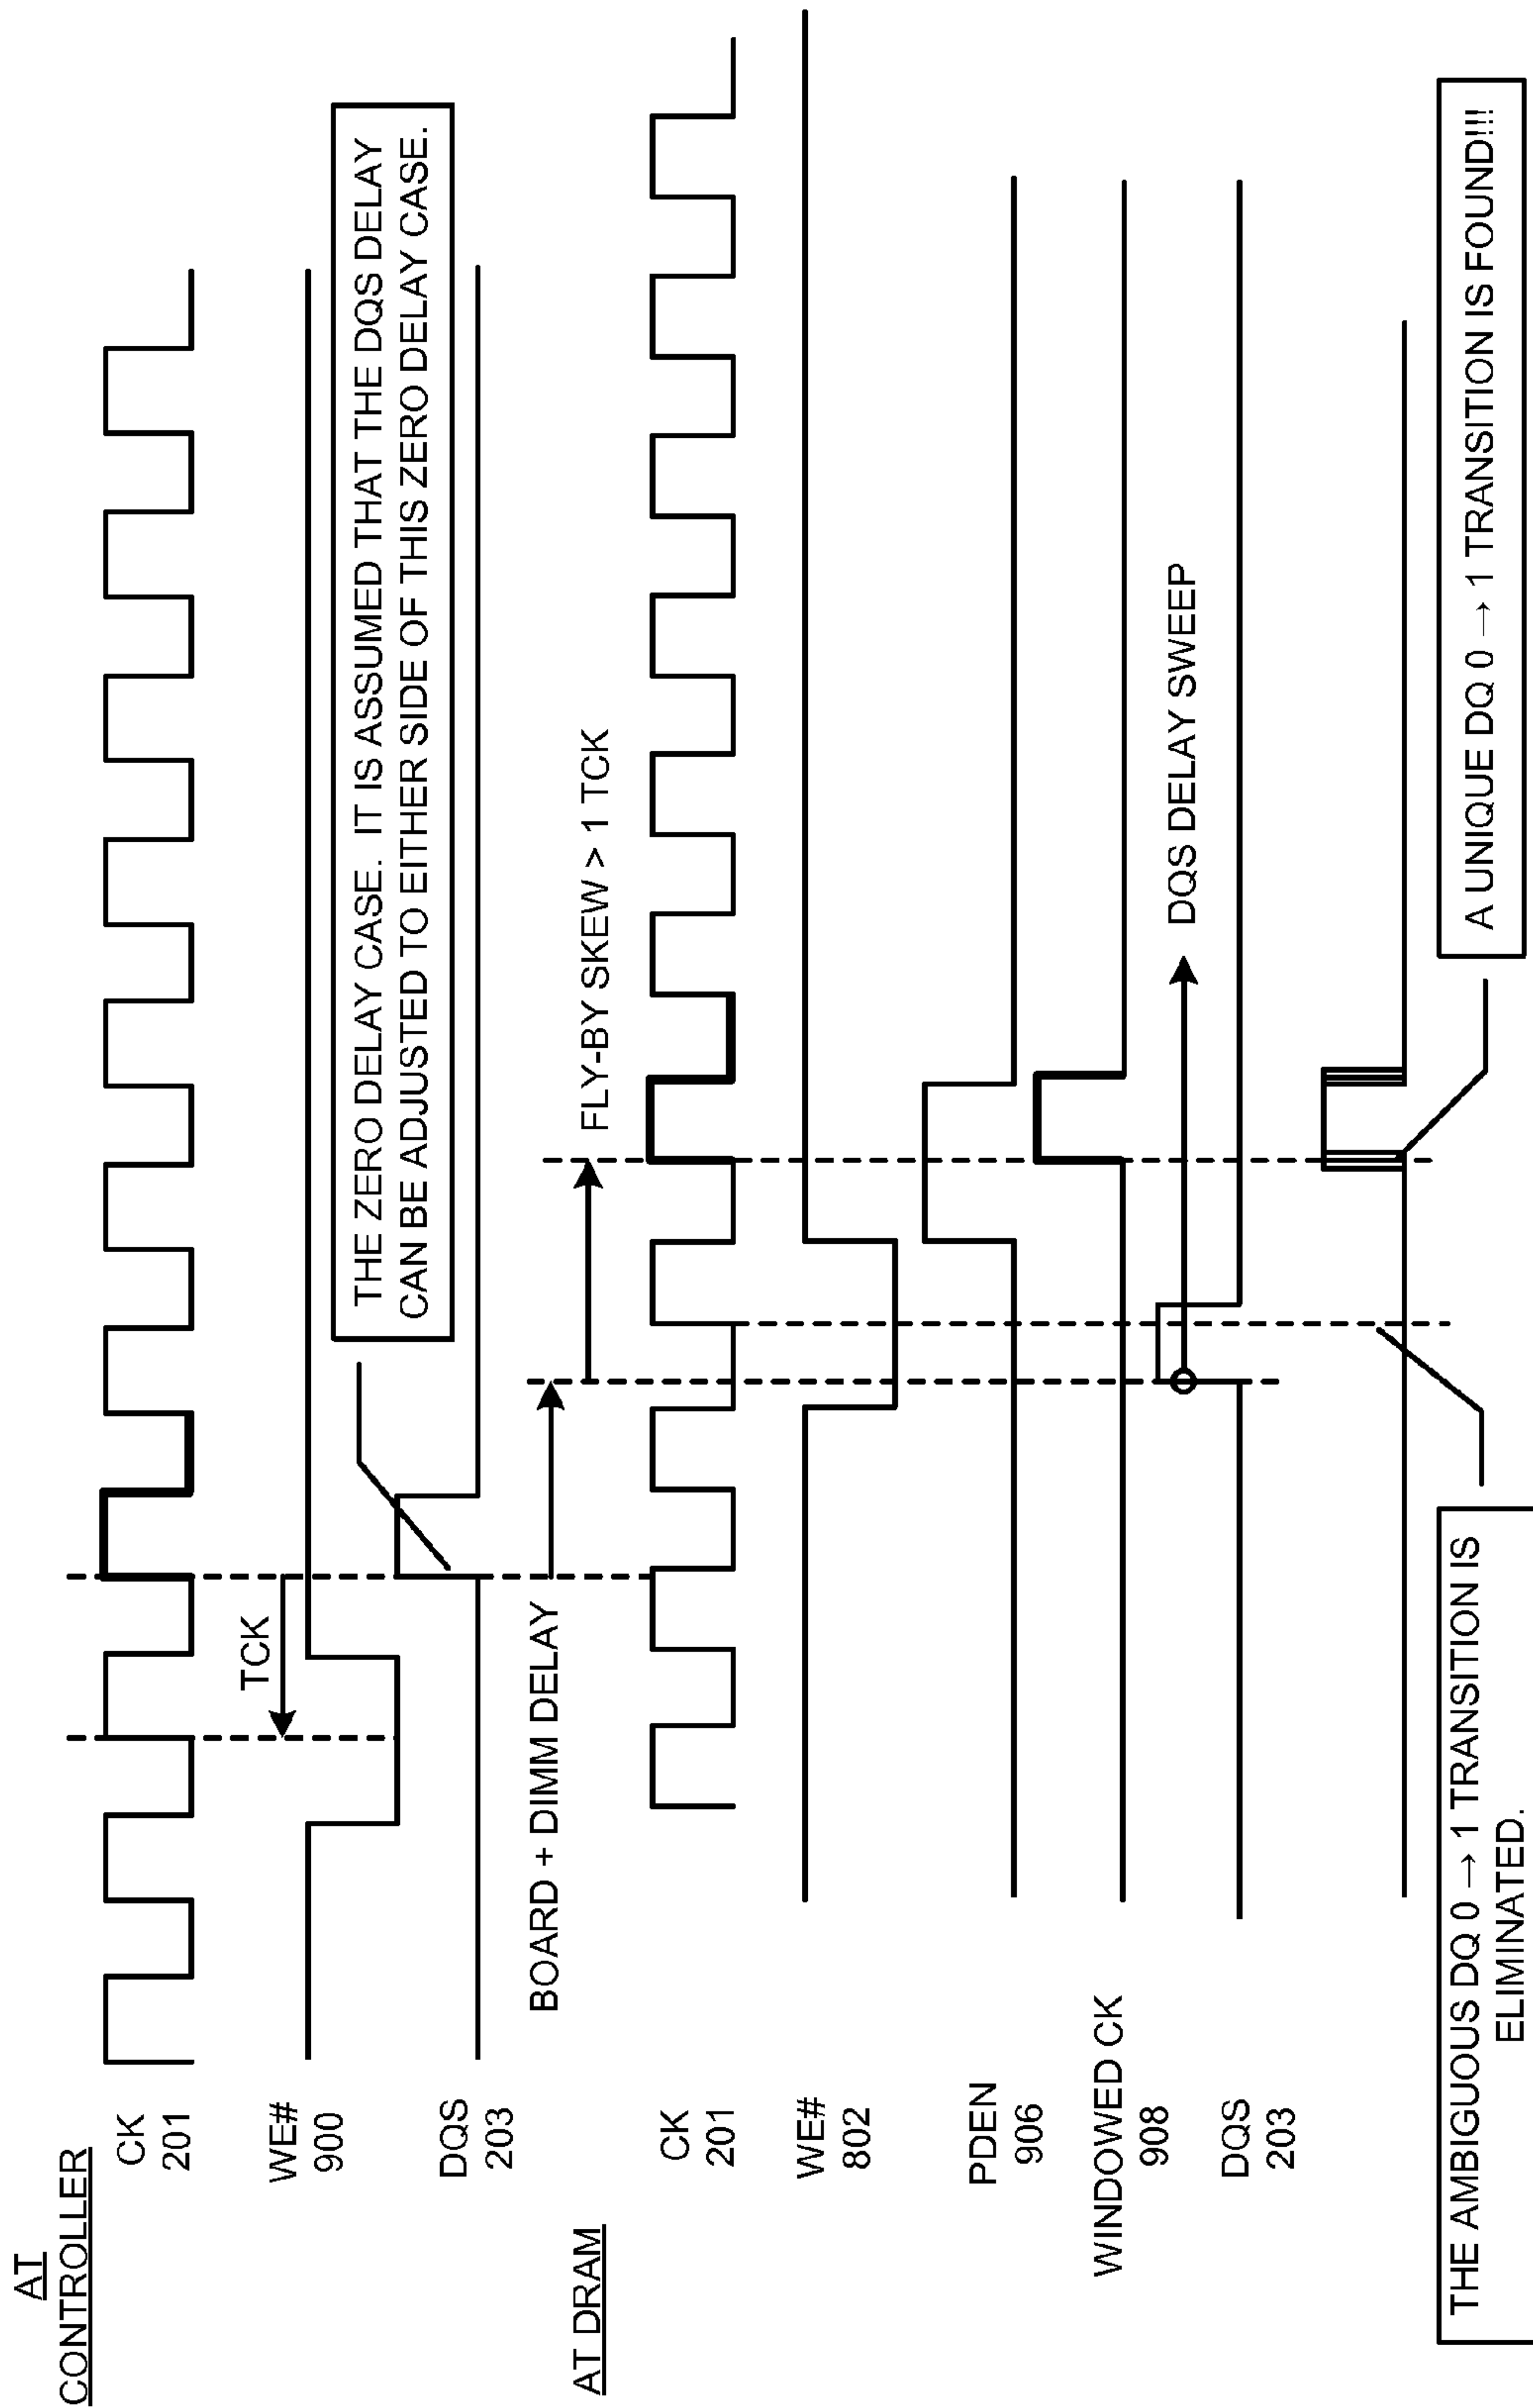 AT
CONTROLLER
CK
201
TCK
WE#
900
THE ZERO DELAY CASE. IT IS ASSUMED THAT THE DQS DELAY
CAN BE ADJUSTED TO EITHER SIDE OF THIS ZERO DELAY CASE.
DQS
203
BOARD + DIMM DELAY
FLY-BY SKEW > 1 TCK
AT DRAM
CK
201
WE#
802
PDEN
906
WINDOWED CK
908
DQS DELAY SWEEP
DQS
203
THE AMBIGUOUS DQ 0 → 1 TRANSITION IS
ELIMINATED.
A UNIQUE DQ 0 → 1 TRANSITION IS FOUND!!!